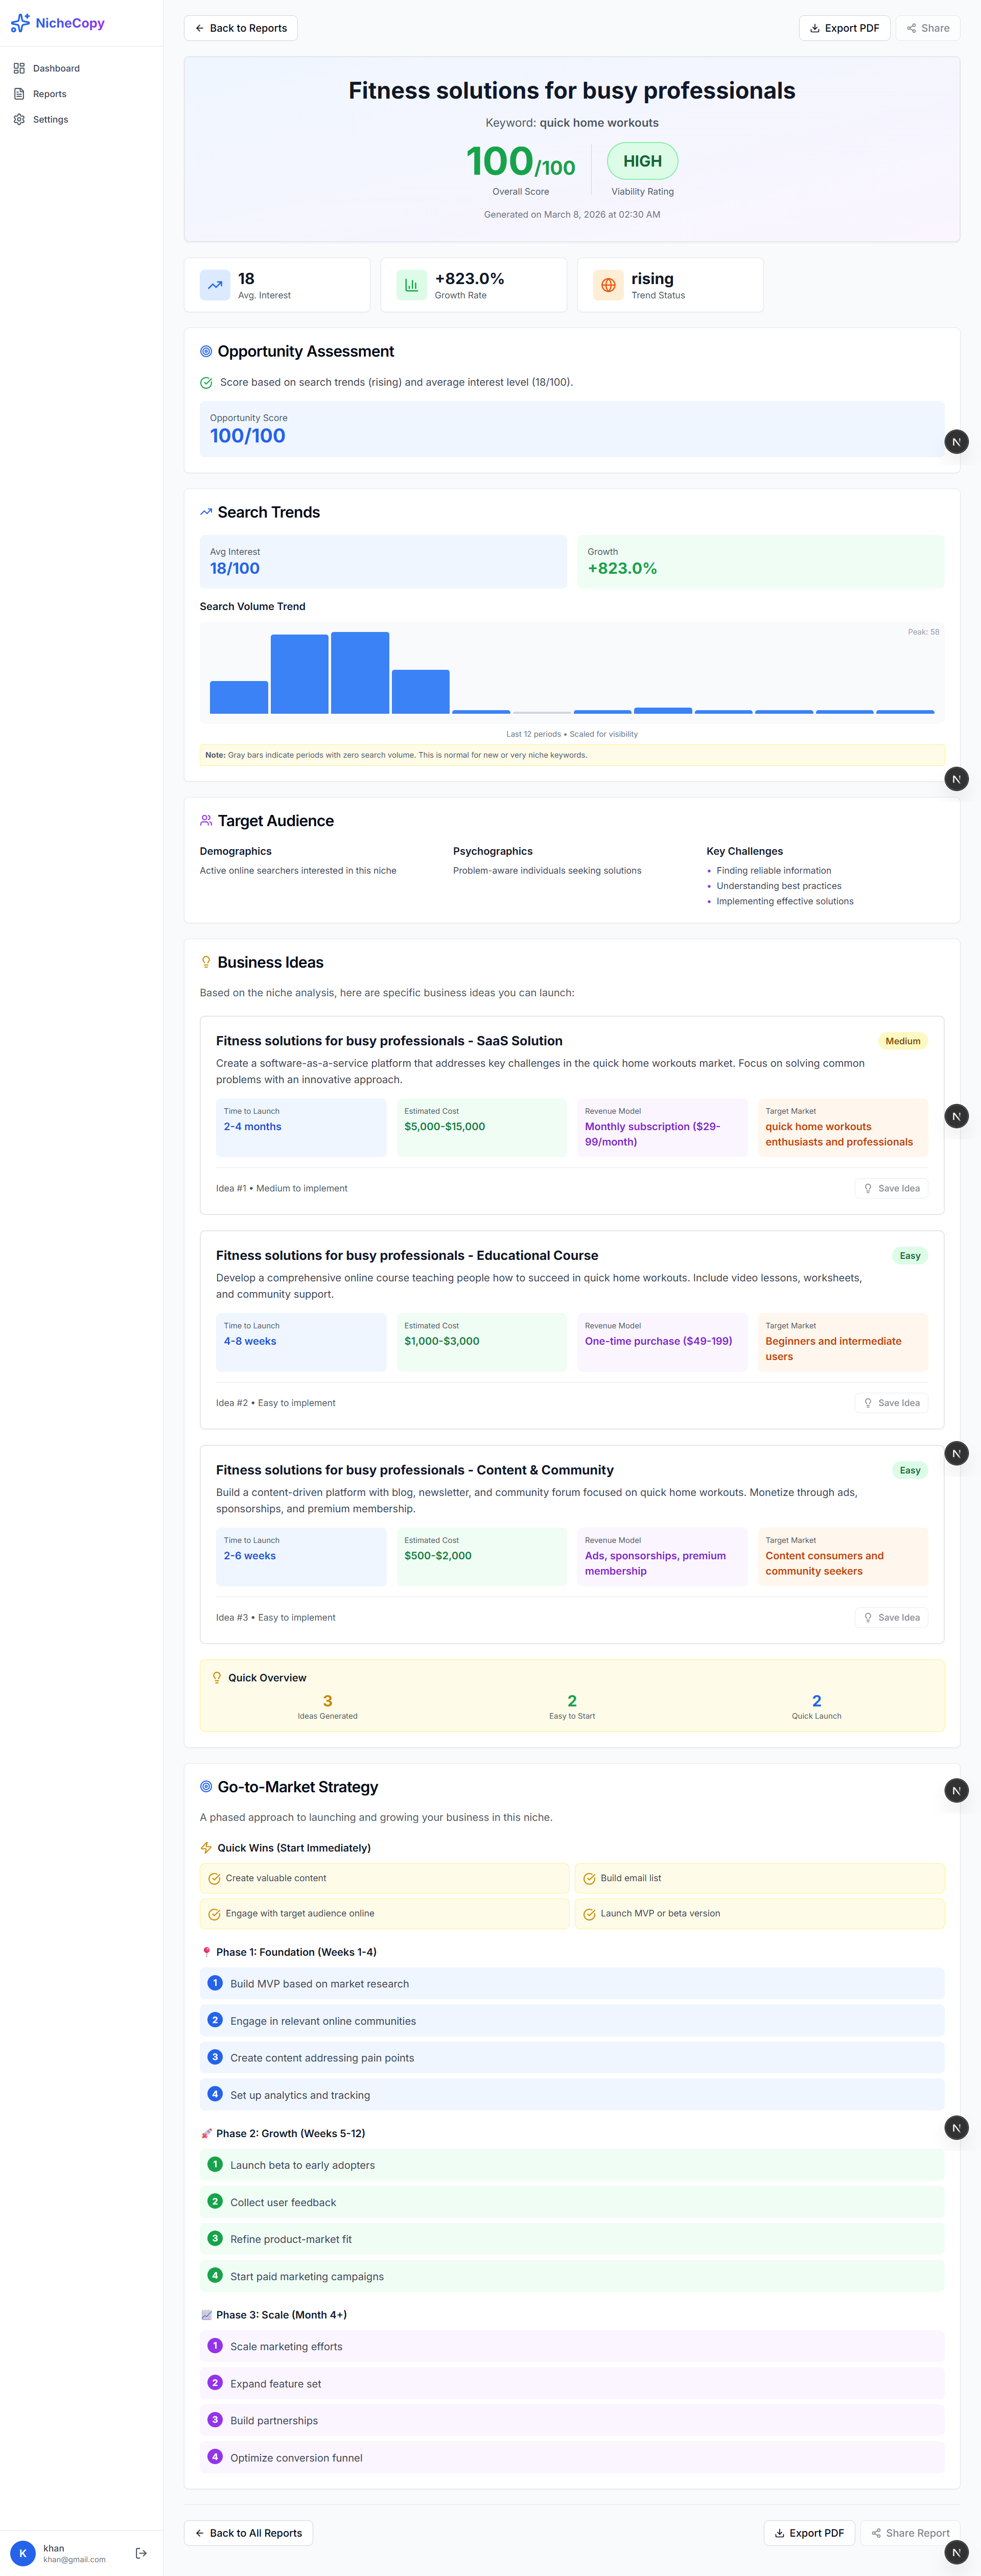 NicheCopy
Dashboard
Reports
Settings
Back to Reports
Export PDF
Share
Fitness solutions for busy professionals
Keyword: quick home workouts
100/100
Overall Score
HIGH
Viability Rating
Generated on March 8, 2026 at 02:30 AM
18
Avg. Interest
+823.0%
Growth Rate
rising
Trend Status
Opportunity Assessment
Score based on search trends (rising) and average interest level (18/100).
Opportunity Score
100/100
N
Search Trends
Avg Interest
18/100
Growth
+823.0%
Search Volume Trend
Peak: 58
Last 12 periods • Scaled for visibility
Note: Gray bars indicate periods with zero search volume. This is normal for new or very niche keywords.
N
Target Audience
Demographics
Active online searchers interested in this niche
Psychographics
Problem-aware individuals seeking solutions
Key Challenges
• Finding reliable information
• Understanding best practices
• Implementing effective solutions
Business Ideas
Based on the niche analysis, here are specific business ideas you can launch:
Fitness solutions for busy professionals - SaaS Solution
Medium
Create a software-as-a-service platform that addresses key challenges in the quick home workouts market. Focus on solving common
problems with an innovative approach.
Time to Launch
2-4 months
Estimated Cost
$5,000-$15,000
Revenue Model
Monthly subscription ($29-
99/month)
Target Market
quick home workouts
enthusiasts and professionals
N
Idea #1 • Medium to implement
Save Idea
Fitness solutions for busy professionals - Educational Course
Easy
Develop a comprehensive online course teaching people how to succeed in quick home workouts. Include video lessons, worksheets,
and community support.
Time to Launch
4-8 weeks
Estimated Cost
$1,000-$3,000
Revenue Model
One-time purchase ($49-199)
Target Market
Beginners and intermediate
users
Idea #2 • Easy to implement
Save Idea
N
Fitness solutions for busy professionals - Content & Community
Easy
Build a content-driven platform with blog, newsletter, and community forum focused on quick home workouts. Monetize through ads,
sponsorships, and premium membership.
Time to Launch
2-6 weeks
Estimated Cost
$500-$2,000
Revenue Model
Ads, sponsorships, premium
membership
Target Market
Content consumers and
community seekers
Idea #3 • Easy to implement
Save Idea
Quick Overview
3
Ideas Generated
2
Easy to Start
2
Quick Launch
Go-to-Market Strategy
N
A phased approach to launching and growing your business in this niche.
Quick Wins (Start Immediately)
Create valuable content
Build email list
Engage with target audience online
Launch MVP or beta version
Phase 1: Foundation (Weeks 1-4)
1 Build MVP based on market research
2 Engage in relevant online communities
3 Create content addressing pain points
4 Set up analytics and tracking
N
Phase 2: Growth (Weeks 5-12)
1 Launch beta to early adopters
2 Collect user feedback
3 Refine product-market fit
4 Start paid marketing campaigns
Phase 3: Scale (Month 4+)
1 Scale marketing efforts
2 Expand feature set
3 Build partnerships
4 Optimize conversion funnel
Back to All Reports
Export PDF
Share Report
N
K
khan
khan@gmail.com